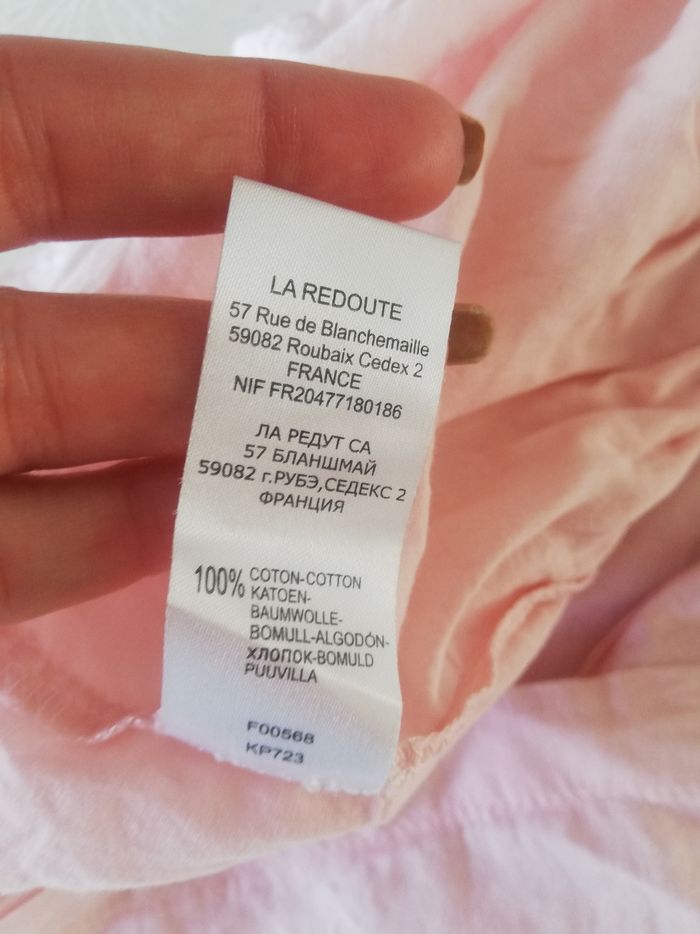 LA REDOUTE
57 Rue de Blanchemaille
59082 Roubaix Cedex 2
FRANCE
NIF FR20477180186
ЛА РЕДУТ СА
57 БЛАНШМАЙ
59082 г.РУБЭ,СЕДЕКС 2
ФРАНЦИЯ
100% COTON-COTTON
KATOEN-
BAUMWOLLE-
BOMULL-ALGODÓN-
ХЛОПОК-BOMULD
PUUVILLA
F00568
KP723